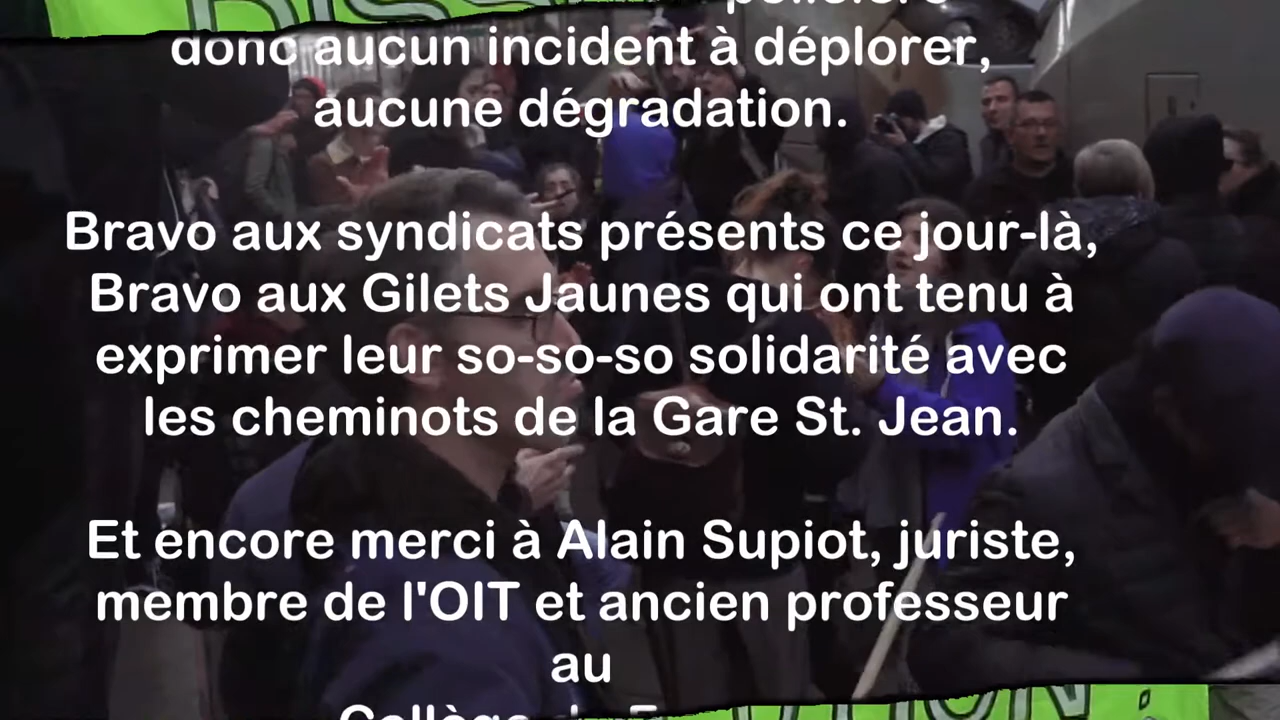 donc aucun incident à déplorer,
aucune dégradation.
Bravo aux syndicats présents ce jour-là,
Bravo aux Gilets Jaunes qui ont tenu à
exprimer leur so-so-so solidarité avec
les cheminots de la Gare St. Jean.
Et encore merci à Alain Supiot, juriste,
membre de l'OIT et ancien professeur
au
Collège